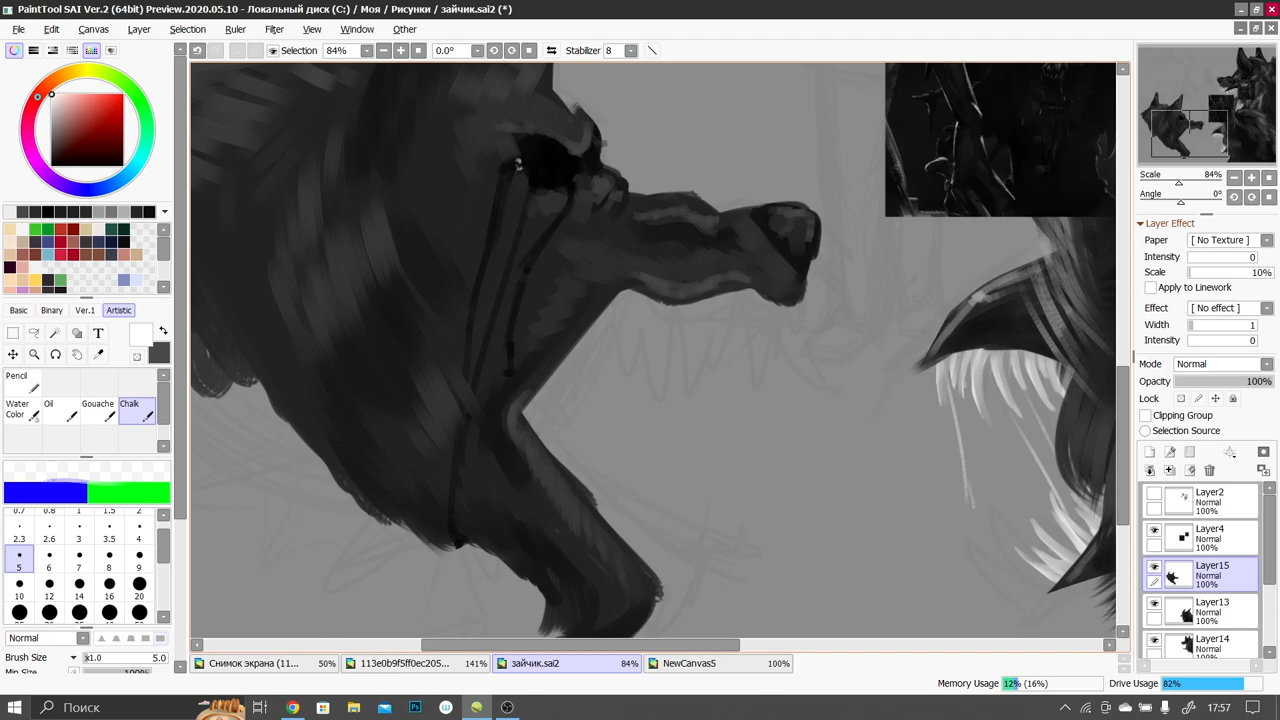 PaintTool SAI Ver.2 (64bit) Preview.2020.05.10 - Локальный диск (C:) / Моя / Рисунки / зайчик.sai2 (*)
File Edit Canvas Layer Selection Ruler Filter View Window Other
Selection 84% 0.0° Stabilizer 8
Scale 84%
Angle 0°
Layer Effect
Paper [ No Texture ]
Intensity 0
Scale 10%
Apply to Linework
Effect [ No effect ]
Width 1
Intensity 0
Mode Normal
Opacity 100%
Lock
Clipping Group
Selection Source
Layer2
Normal
100%
Layer4
Normal
100%
Layer15
Normal
100%
Layer13
Normal
100%
Layer14
Normal
100%
Basic Binary Ver.1 Artistic
T
Pencil
Water Color Oil Gouache Chalk
0.7 0.8 1 1.5 2
2.3 2.6 3 3.5 4
5 6 7 8 9
10 12 14 16 20
Normal
Brush Size x1.0 5.0
Min Size 100%
Снимок экрана (11... 50% 113e0b9f5ff0ec205... 141% зайчик.sai2 84% NewCanvas5 100%
Memory Usage 12% (16%) Drive Usage 82%
Поиск
Ps
17:57